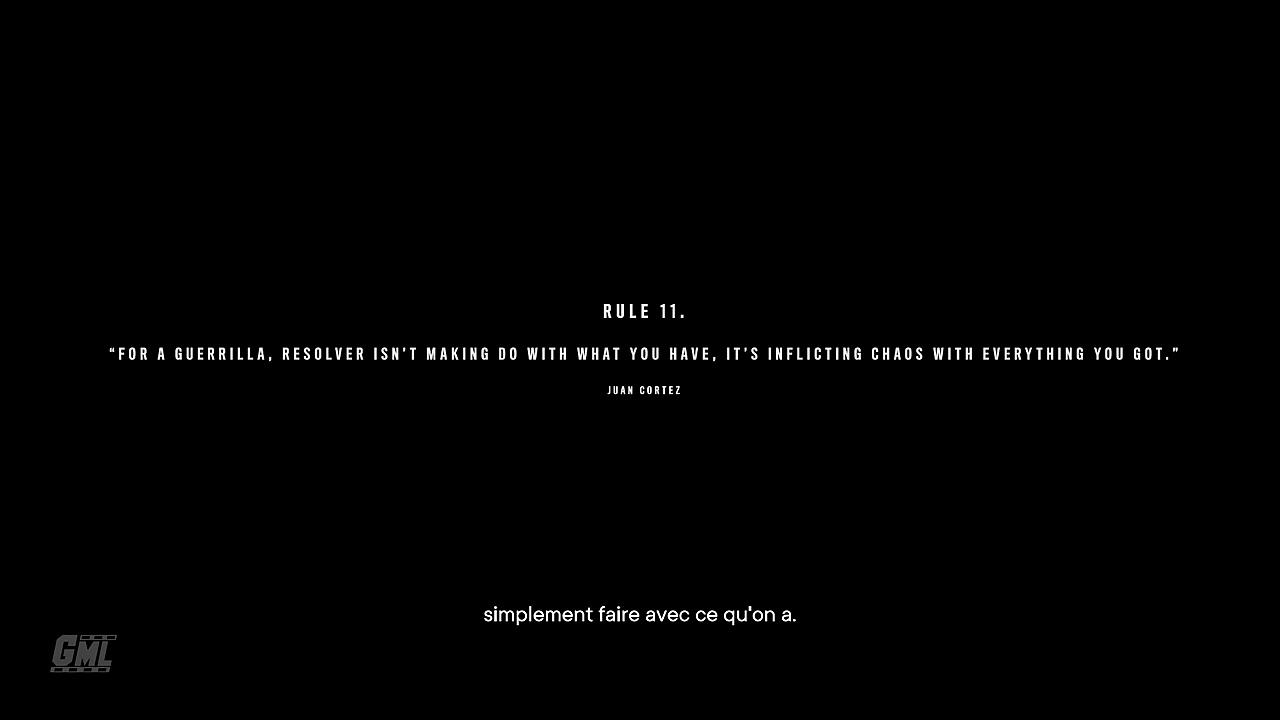 RULE 11.
“FOR A GUERRILLA, RESOLVER ISN'T MAKING DO WITH WHAT YOU HAVE, IT'S INFLICTING CHAOS WITH EVERYTHING YOU GOT.”
JUAN CORTEZ
simplement faire avec ce qu'on a.
GML